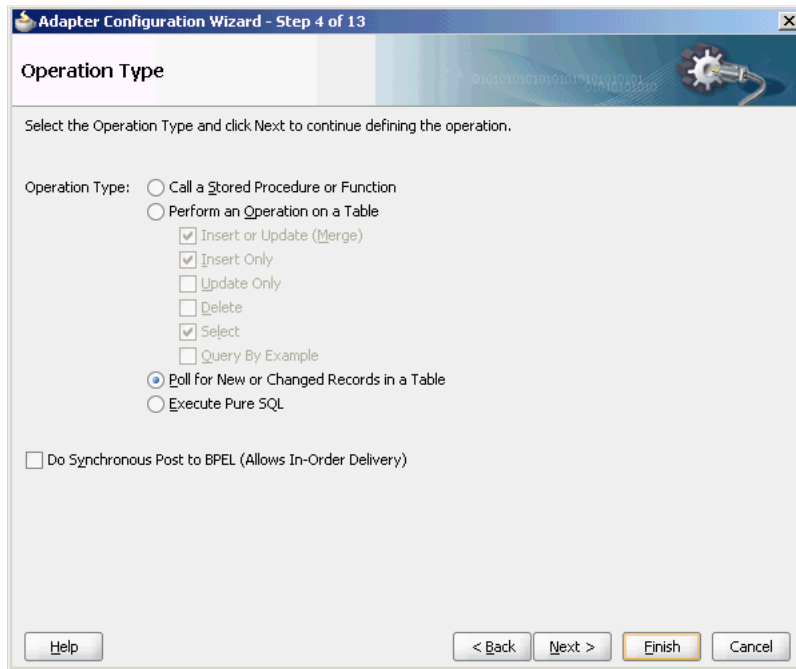 Adapter Configuration Wizard - Step 4 of 13
Operation Type
Select the Operation Type and click Next to continue defining the operation.
Operation Type: Call a Stored Procedure or Function
Perform an Operation on a Table
Insert or Update (Merge)
Insert Only
Update Only
Delete
Select
Query By Example
Poll for New or Changed Records in a Table
Execute Pure SQL
Do Synchronous Post to BPEL (Allows In-Order Delivery)
Help < Back Next > Finish Cancel